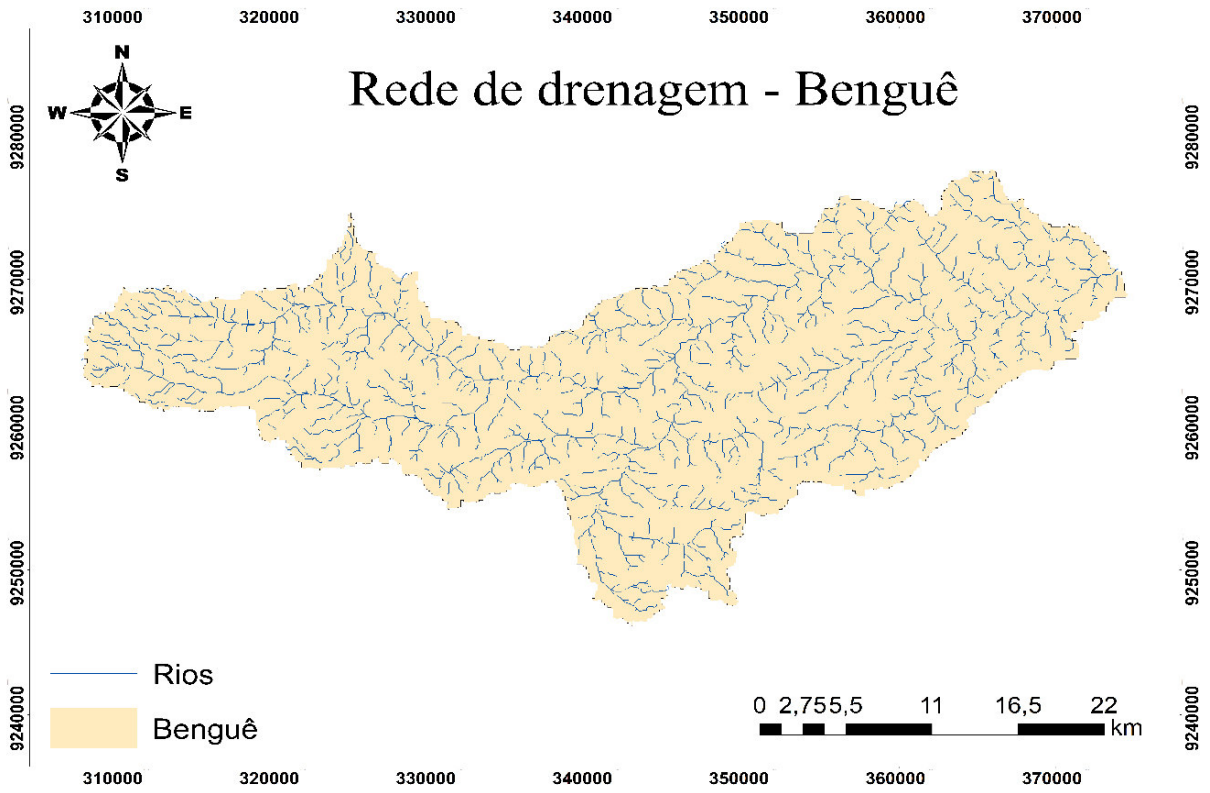 310000 320000 330000 340000 350000 360000 370000
N
W E
S
Rede de drenagem - Benguê
9280000 9280000
9270000 9270000
9260000 9260000
9250000 9250000
9240000 9240000
Rios
Benguê
0 2,755,5 11 16,5 22
km
310000 320000 330000 340000 350000 360000 370000